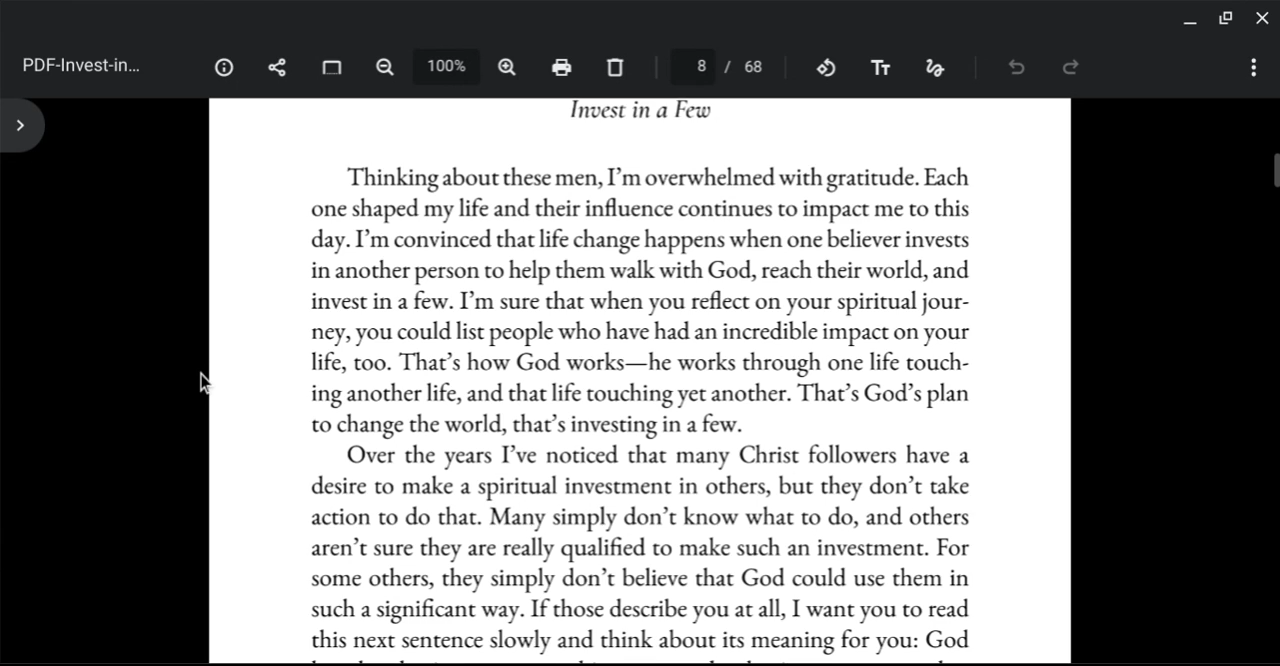 PDF-Invest-in...
100%
8 / 68
Invest in a Few
Thinking about these men, I'm overwhelmed with gratitude. Each
one shaped my life and their influence continues to impact me to this
day. I'm convinced that life change happens when one believer invests
in another person to help them walk with God, reach their world, and
invest in a few. I'm sure that when you reflect on your spiritual jour-
ney, you could list people who have had an incredible impact on your
life, too. That's how God works—he works through one life touch-
ing another life, and that life touching yet another. That's God's plan
to change the world, that's investing in a few.
Over the years I've noticed that many Christ followers have a
desire to make a spiritual investment in others, but they don't take
action to do that. Many simply don't know what to do, and others
aren't sure they are really qualified to make such an investment. For
some others, they simply don't believe that God could use them in
such a significant way. If those describe you at all, I want you to read
this next sentence slowly and think about its meaning for you: God